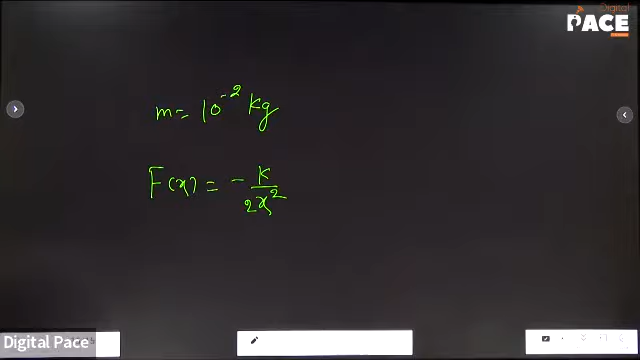 Digital
PACE
m = 10⁻² kg
F(x) = - k/2x²
Digital Pace